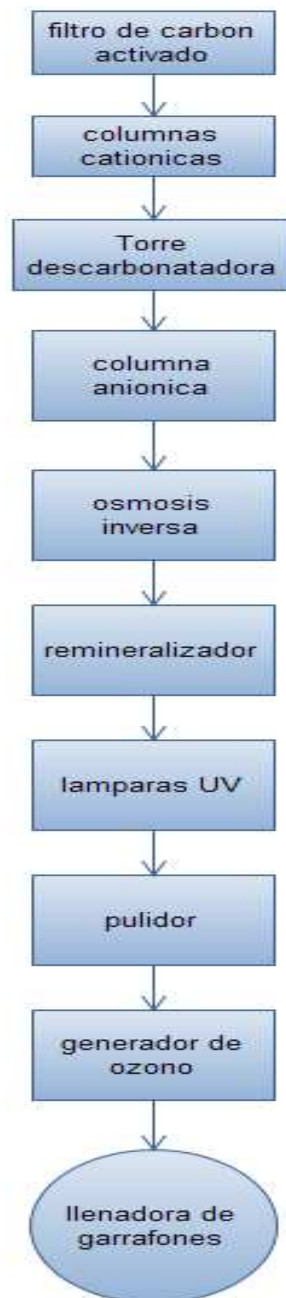 filtro de carbon
activado
columnas
cationicas
Torre
descarbonatadora
columna
anionica
osmosis
inversa
remineralizador
lamparas UV
pulidor
generador de
ozono
llenadora de
garrafones